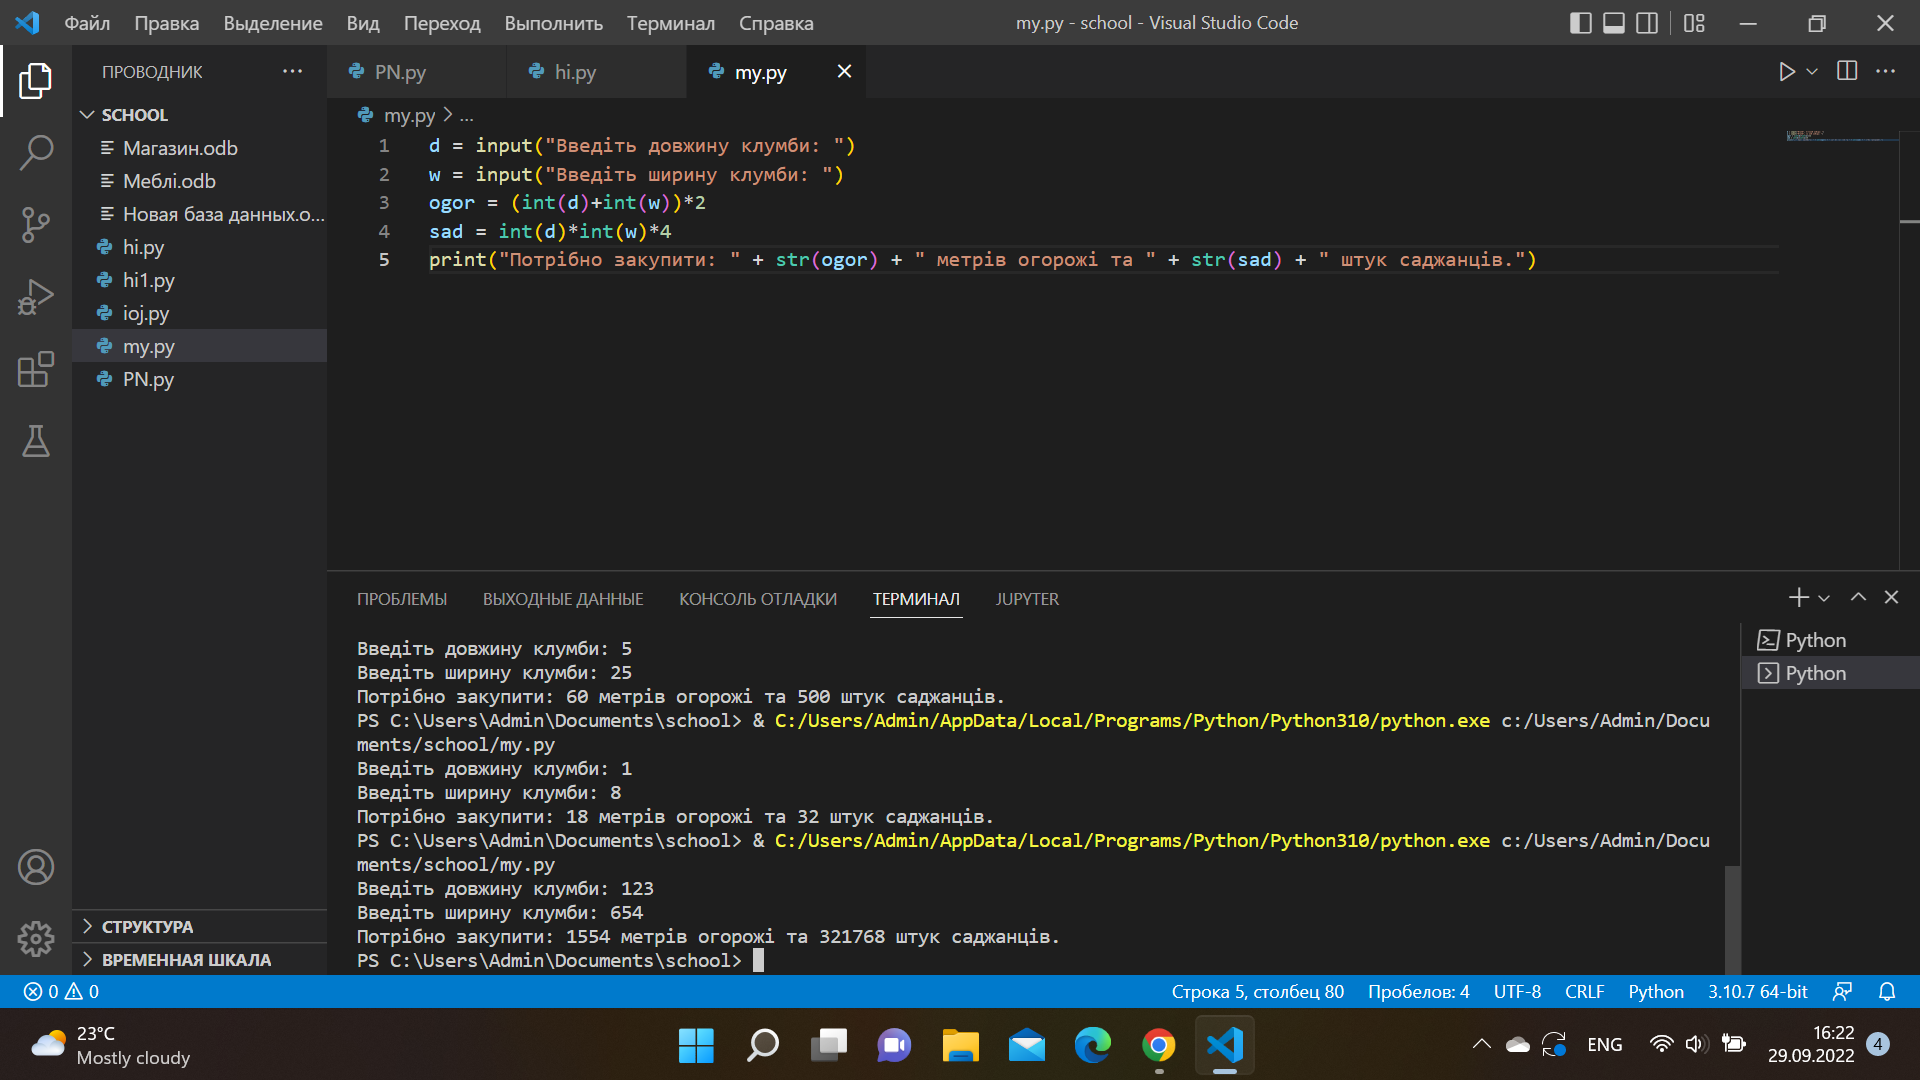 Файл Правка Выделение Вид Переход Выполнить Терминал Справка my.py - school - Visual Studio Code
ПРОВОДНИК ... PN.py hi.py my.py
SCHOOL
Магазин.odb
Меблі.odb
Новая база данных.o...
hi.py
hi1.py
ioj.py
my.py
PN.py
СТРУКТУРА
ВРЕМЕННАЯ ШКАЛА
my.py > ...
1 d = input("Введіть довжину клумби: ")
2 w = input("Введіть ширину клумби: ")
3 ogor = (int(d)+int(w))*2
4 sad = int(d)*int(w)*4
5 print("Потрібно закупити: " + str(ogor) + " метрів огорожі та " + str(sad) + " штук саджанців.")
ПРОБЛЕМЫ ВЫХОДНЫЕ ДАННЫЕ КОНСОЛЬ ОТЛАДКИ ТЕРМИНАЛ JUPYTER
Введіть довжину клумби: 5
Введіть ширину клумби: 25
Потрібно закупити: 60 метрів огорожі та 500 штук саджанців.
PS C:\Users\Admin\Documents\school> & C:/Users/Admin/AppData/Local/Programs/Python/Python310/python.exe c:/Users/Admin/Docu
ments/school/my.py
Введіть довжину клумби: 1
Введіть ширину клумби: 8
Потрібно закупити: 18 метрів огорожі та 32 штук саджанців.
PS C:\Users\Admin\Documents\school> & C:/Users/Admin/AppData/Local/Programs/Python/Python310/python.exe c:/Users/Admin/Docu
ments/school/my.py
Введіть довжину клумби: 123
Введіть ширину клумби: 654
Потрібно закупити: 1554 метрів огорожі та 321768 штук саджанців.
PS C:\Users\Admin\Documents\school>
Python
Python
0 0 Строка 5, столбец 80 Пробелов: 4 UTF-8 CRLF Python 3.10.7 64-bit
23°C
Mostly cloudy
ENG
16:22
29.09.2022
4